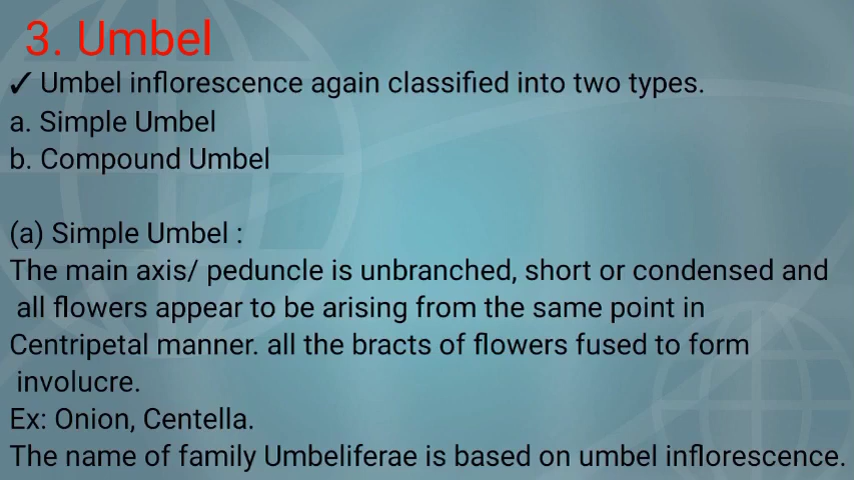 3. Umbel
✓ Umbel inflorescence again classified into two types.
a. Simple Umbel
b. Compound Umbel
(a) Simple Umbel :
The main axis/ peduncle is unbranched, short or condensed and
all flowers appear to be arising from the same point in
Centripetal manner. all the bracts of flowers fused to form
involucre.
Ex: Onion, Centella.
The name of family Umbeliferae is based on umbel inflorescence.